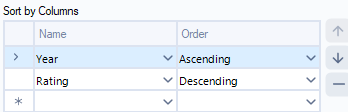 Sort by Columns
Name Order
Year Ascending
Rating Descending
*